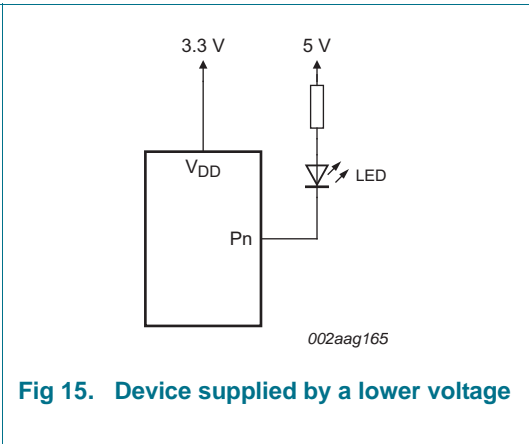 3.3 V
5 V
VDD
LED
Pn
002aag165
Fig 15. Device supplied by a lower voltage